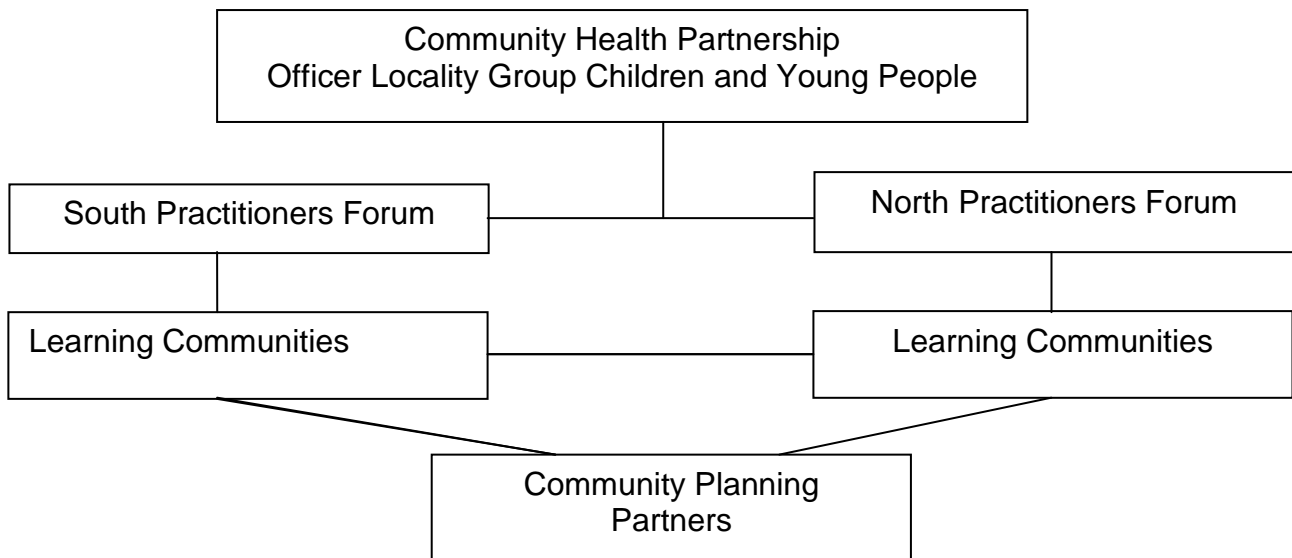 Community Health Partnership
Officer Locality Group Children and Young People
South Practitioners Forum
North Practitioners Forum
Learning Communities
Learning Communities
Community Planning
Partners